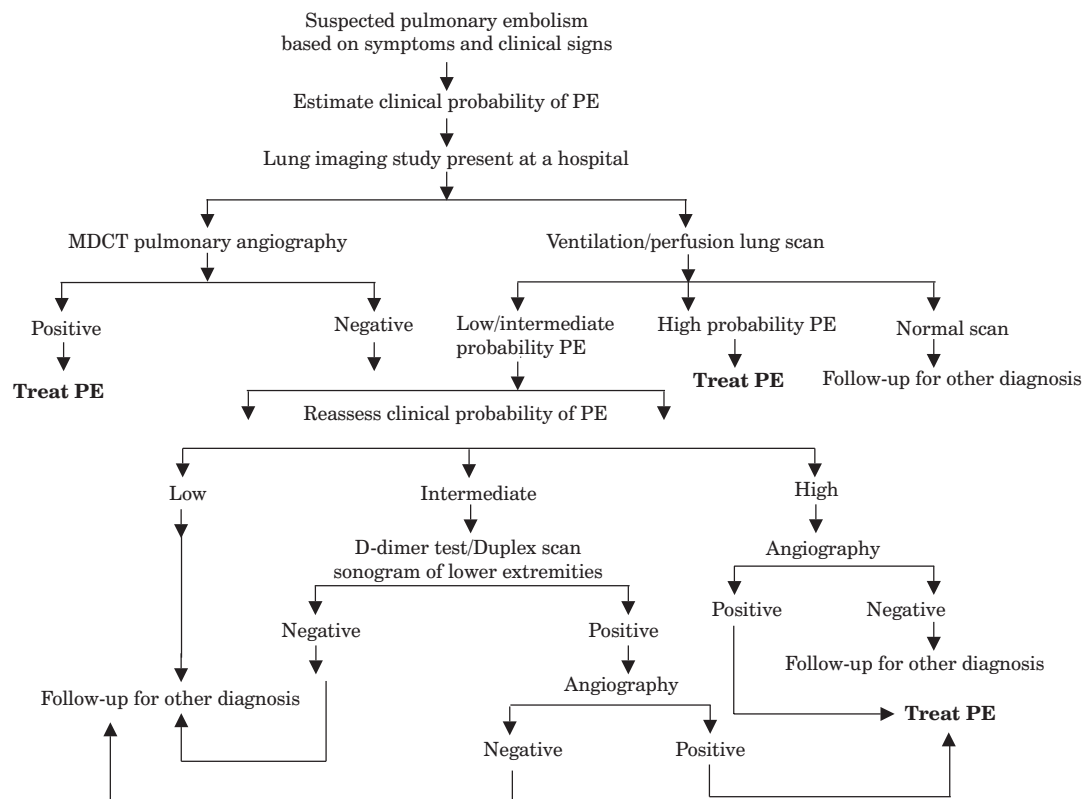 Suspected pulmonary embolism
based on symptoms and clinical signs
Estimate clinical probability of PE
Lung imaging study present at a hospital
MDCT pulmonary angiography
Ventilation/perfusion lung scan
Positive
Negative
Low/intermediate
probability PE
High probability PE
Normal scan
Treat PE
Treat PE
Follow-up for other diagnosis
Reassess clinical probability of PE
Low
Intermediate
High
D-dimer test/Duplex scan
sonogram of lower extremities
Angiography
Negative
Positive
Positive
Negative
Follow-up for other diagnosis
Angiography
Follow-up for other diagnosis
Treat PE
Negative
Positive